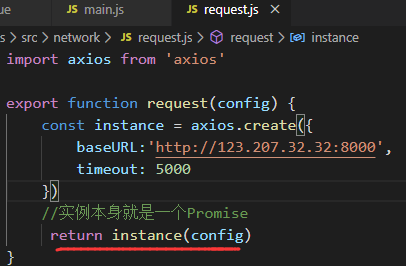 ue JS main.js JS request.js ×
s > src > network > JS request.js > request > instance
import axios from 'axios'
export function request(config) {
const instance = axios.create({
baseURL:'http://123.207.32.32:8000',
timeout: 5000
})
//实例本身就是一个Promise
return instance(config)
}